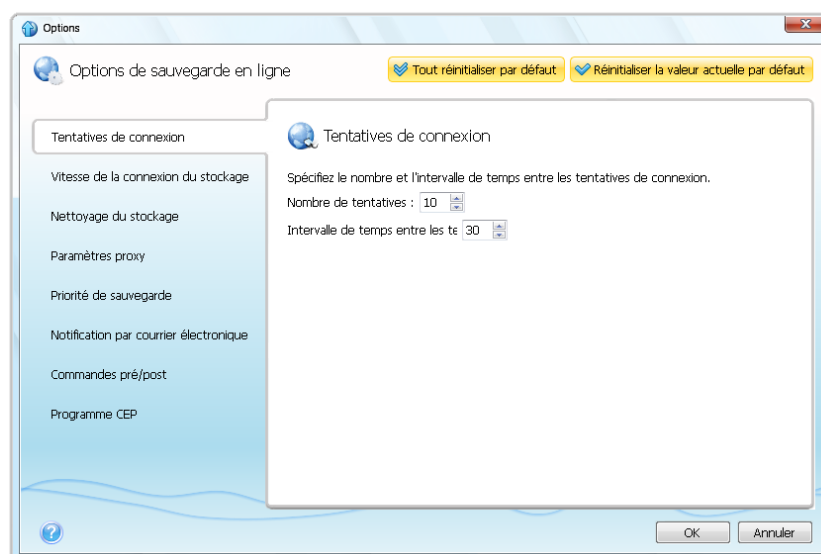 Options
Options de sauvegarde en ligne
Tout réinitialiser par défaut
Réinitialiser la valeur actuelle par défaut
Tentatives de connexion
Vitesse de la connexion du stockage
Nettoyage du stockage
Paramètres proxy
Priorité de sauvegarde
Notification par courrier électronique
Commandes pré/post
Programme CEP
Tentatives de connexion
Spécifiez le nombre et l'intervalle de temps entre les tentatives de connexion.
Nombre de tentatives : 10
Intervalle de temps entre les te 30
OK
Annuler